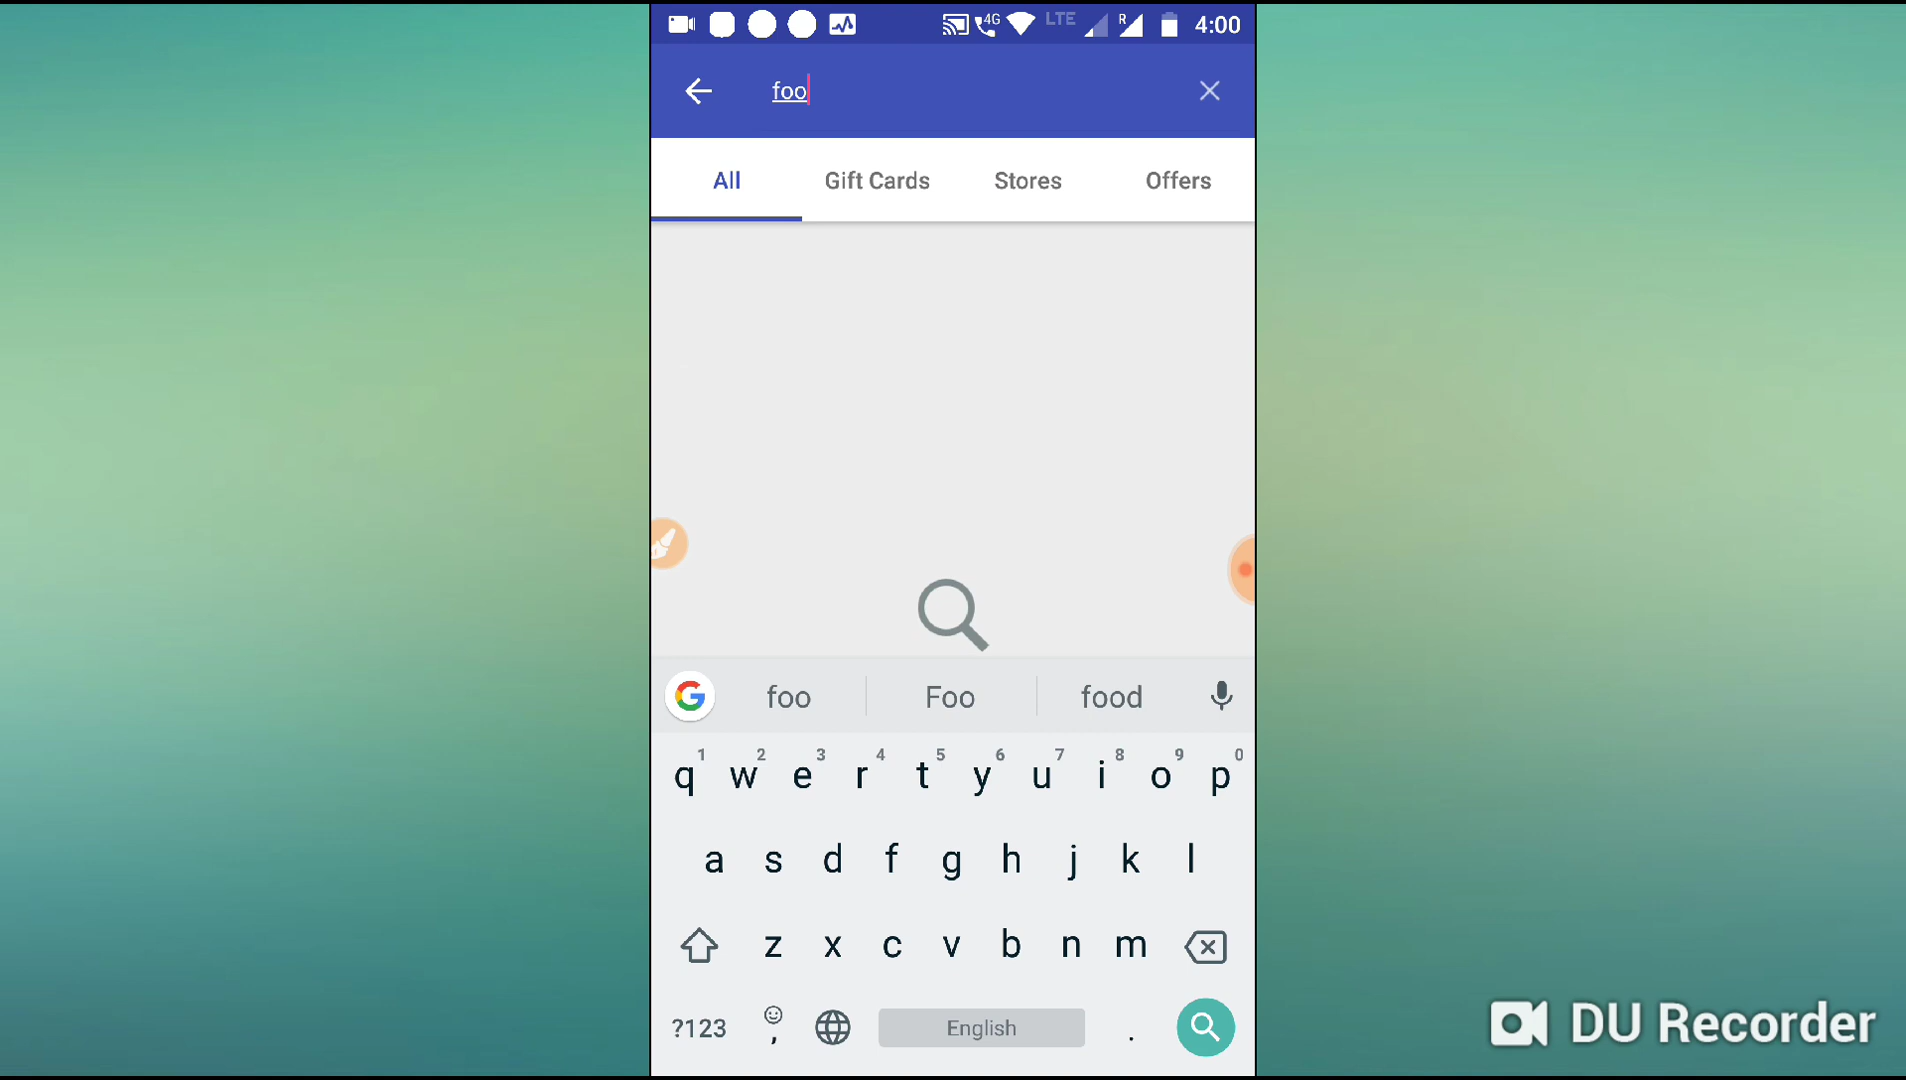 4G LTE R 4:00
foo
All Gift Cards Stores Offers
G foo Foo food
1 2 3 4 5 6 7 8 9 0
q w e r t y u i o p
a s d f g h j k l
z x c v b n m
?123 , English .
DU Recorder